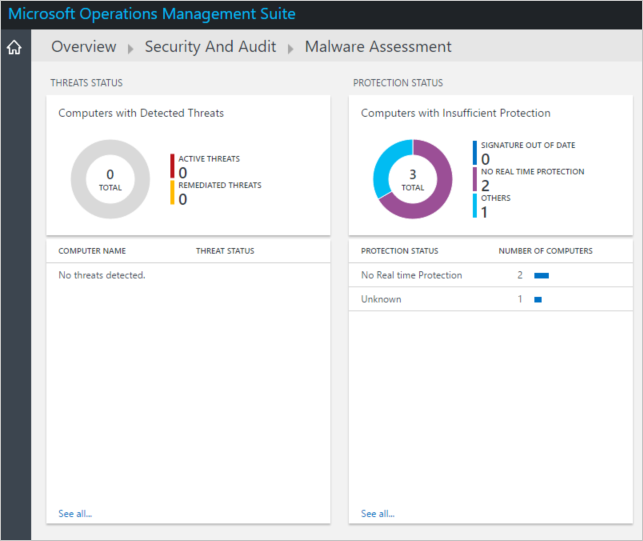 Microsoft Operations Management Suite
Overview Security And Audit Malware Assessment
THREATS STATUS
Computers with Detected Threats
0
TOTAL
ACTIVE THREATS
0
REMEDIATED THREATS
0
COMPUTER NAME THREAT STATUS
No threats detected.
See all...
PROTECTION STATUS
Computers with Insufficient Protection
3
TOTAL
SIGNATURE OUT OF DATE
0
NO REAL TIME PROTECTION
2
OTHERS
1
PROTECTION STATUS NUMBER OF COMPUTERS
No Real time Protection 2
Unknown 1
See all...